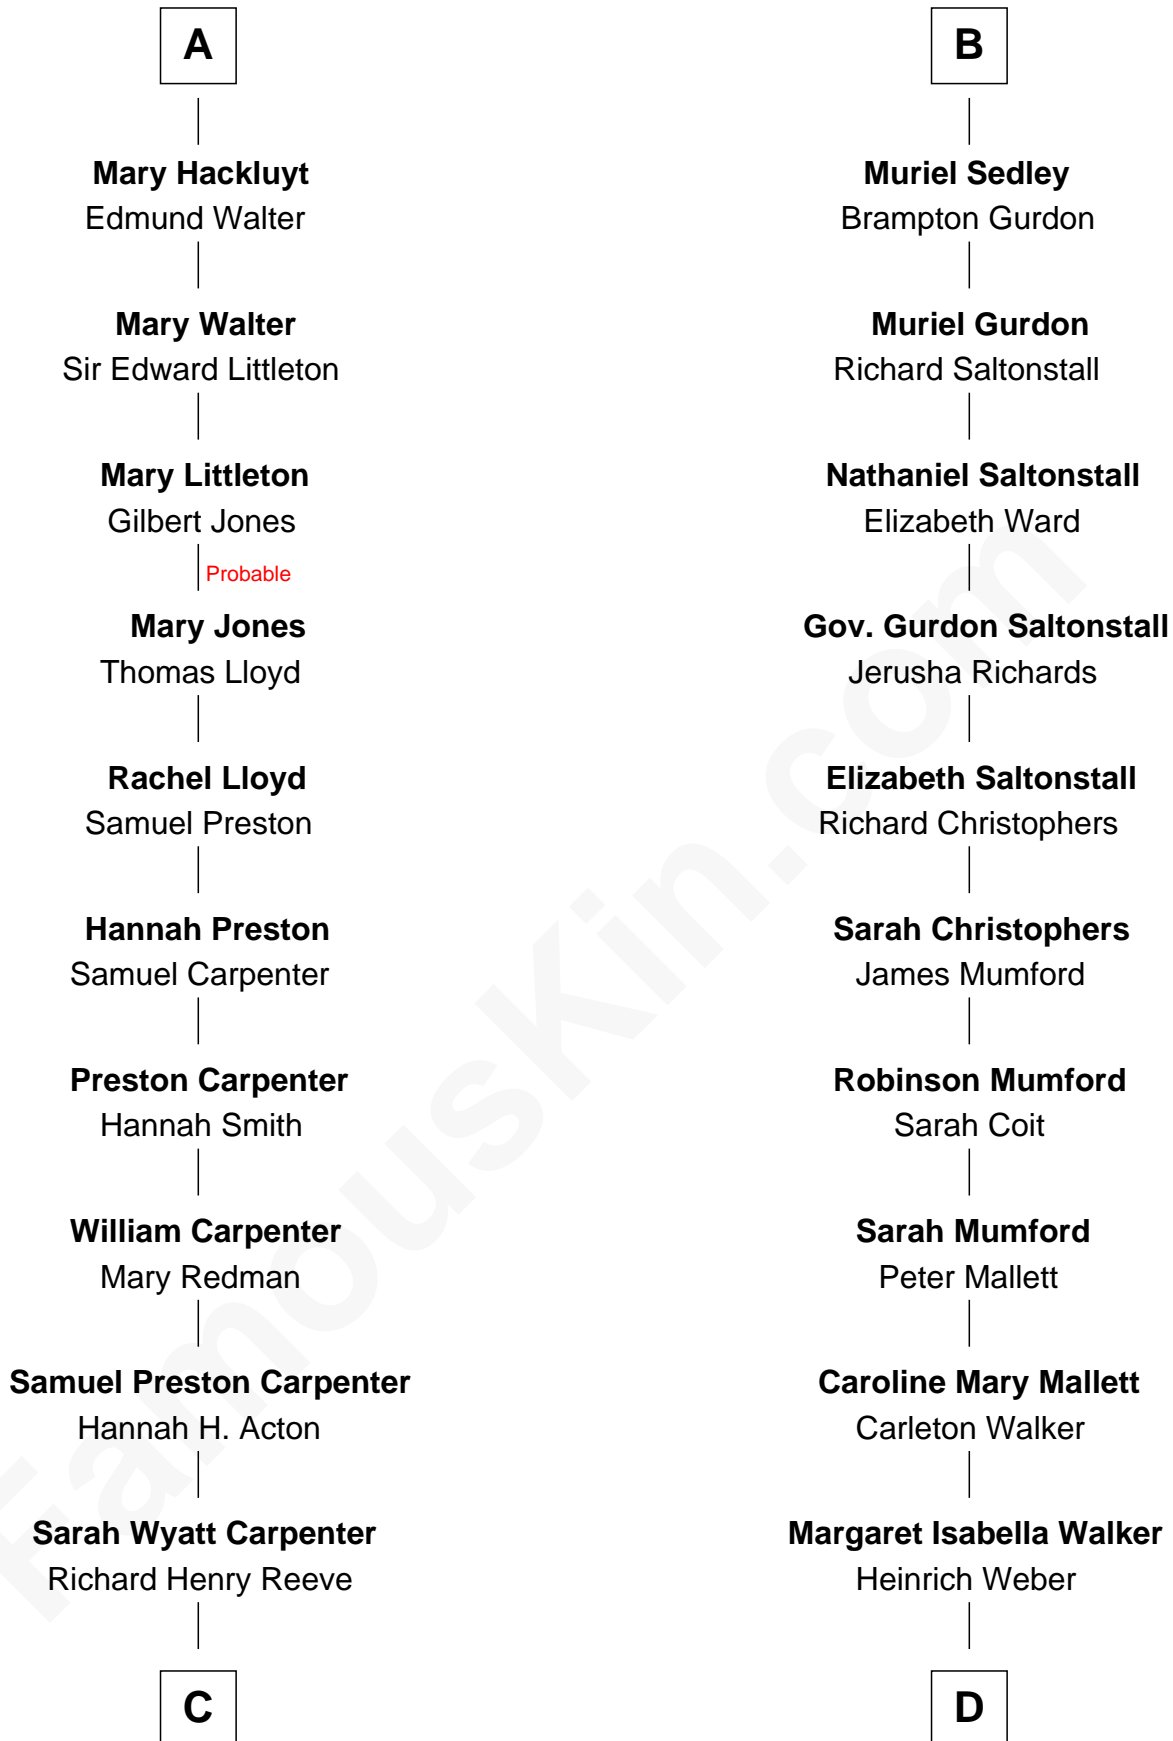 A
Mary Hackluyt
Edmund Walter
Mary Walter
Sir Edward Littleton
Mary Littleton
Gilbert Jones
Probable
Mary Jones
Thomas Lloyd
Rachel Lloyd
Samuel Preston
Hannah Preston
Samuel Carpenter
Preston Carpenter
Hannah Smith
William Carpenter
Mary Redman
Samuel Preston Carpenter
Hannah H. Acton
Sarah Wyatt Carpenter
Richard Henry Reeve
C
B
Muriel Sedley
Brampton Gurdon
Muriel Gurdon
Richard Saltonstall
Nathaniel Saltonstall
Elizabeth Ward
Gov. Gurdon Saltonstall
Jerusha Richards
Elizabeth Saltonstall
Richard Christophers
Sarah Christophers
James Mumford
Robinson Mumford
Sarah Coit
Sarah Mumford
Peter Mallett
Caroline Mary Mallett
Carleton Walker
Margaret Isabella Walker
Heinrich Weber
D
FamousKin.com